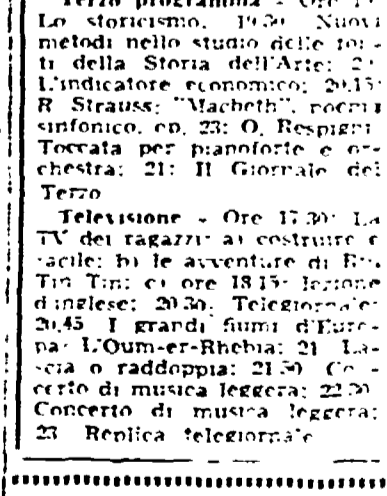 Terzo programma - Ore
Lo storicismo. 19.30 Nuovi
metodi nello studio delle fon-
ti della Storia dell'Arte;
L'indicatore economico; 20.15:
R Strauss: "Macbeth", poema
sinfonico, op. 23; O. Respighi
Toccata per pianoforte e or-
chestra; 21: Il Giornale del
Terzo
Televisione - Ore 17.30: La
TV dei ragazzi: a) costruire è
facile; b) le avventure di Rin
Tin Tin; c) ore 18.15: lezione
d'inglese; 20.30: Telegiornale;
20.45 I grandi fiumi d'Euro-
pa: L'Oum-er-Rhebia; 21 La-
scia o raddoppia; 21.50 Co-
certo di musica leggera; 22.30
Concerto di musica leggera;
23 Replica telegiornale